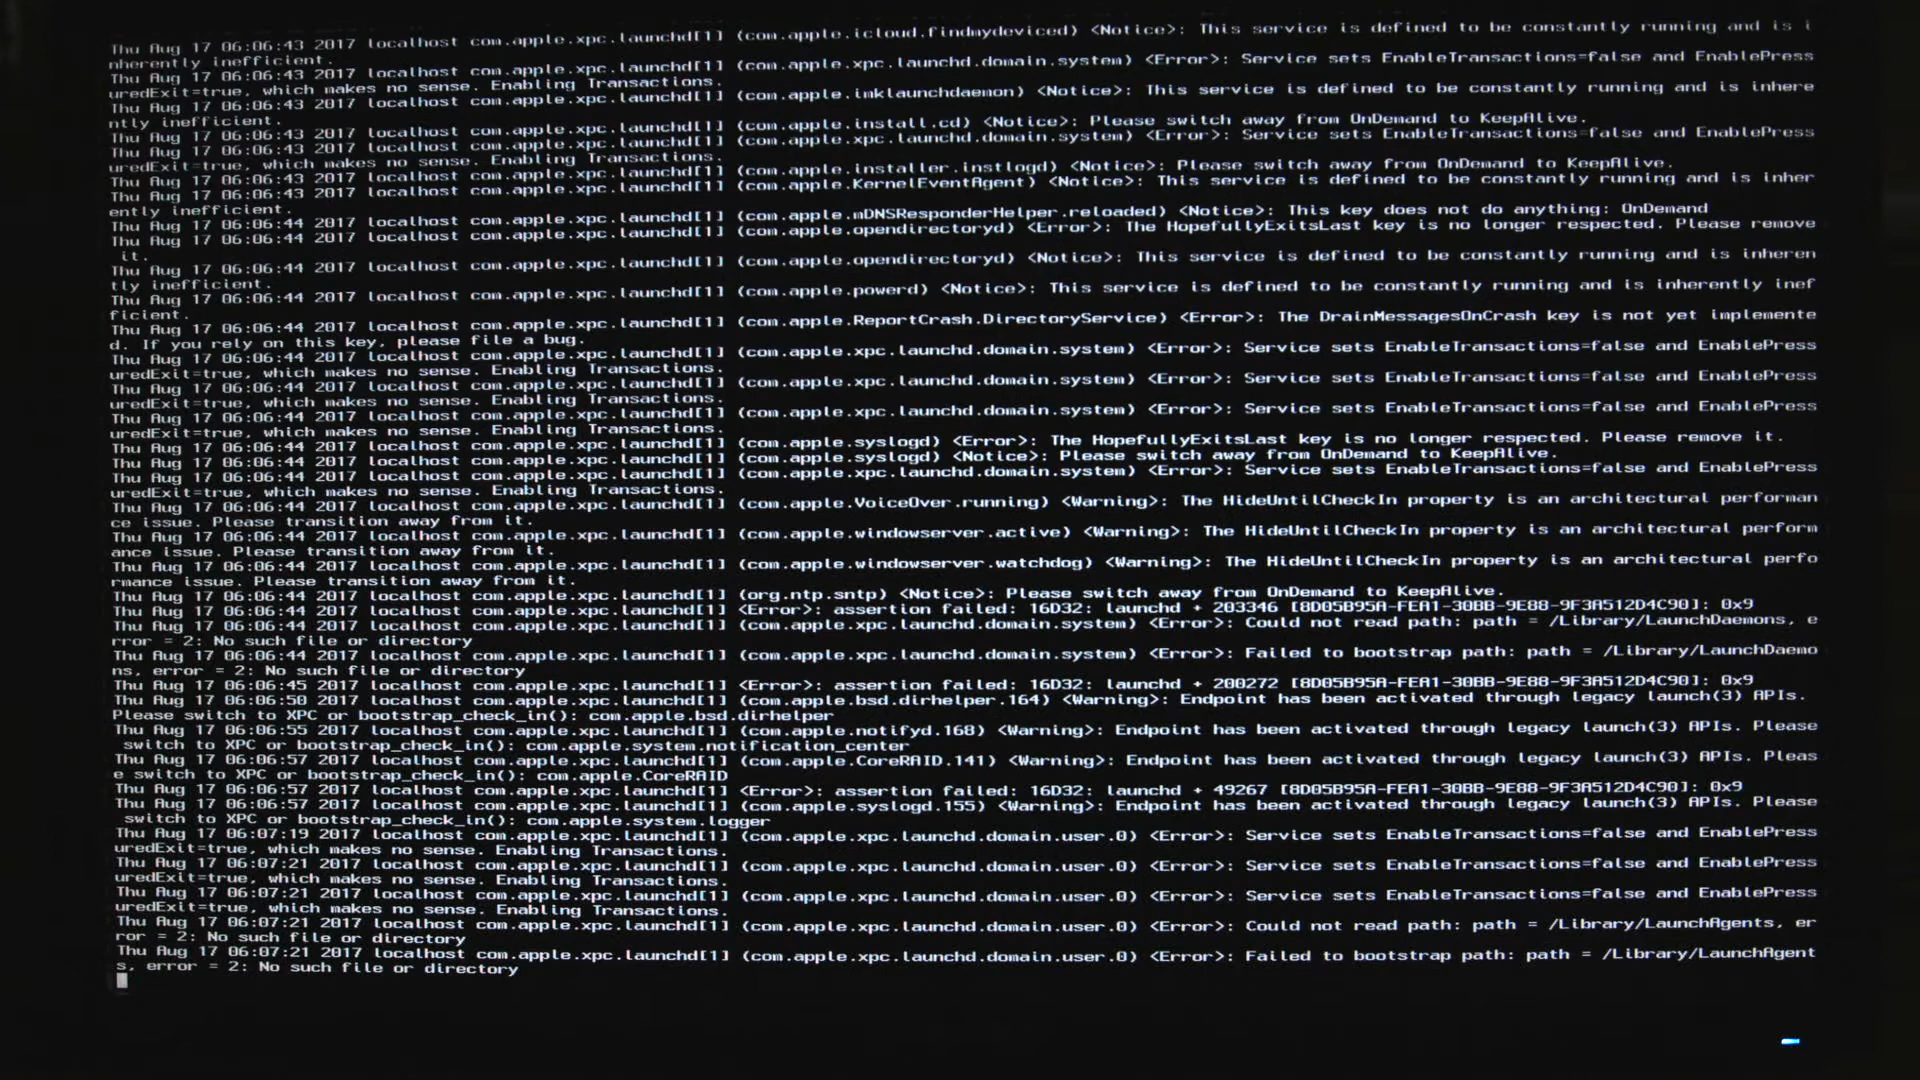 Thu Aug 17 06:06:43 2017 localhost com.apple.xpc.launchd[1] (com.apple.icloud.findmydeviced) <Notice>: This service is defined to be constantly running and is i
nherently inefficient.
Thu Aug 17 06:06:43 2017 localhost com.apple.xpc.launchd[1] (com.apple.xpc.launchd.domain.system) <Error>: Service sets EnableTransactions=false and EnablePress
uredExit=true, which makes no sense. Enabling Transactions.
Thu Aug 17 06:06:43 2017 localhost com.apple.xpc.launchd[1] (com.apple.imklaunchdaemon) <Notice>: This service is defined to be constantly running and is inhere
ntly inefficient.
Thu Aug 17 06:06:43 2017 localhost com.apple.xpc.launchd[1] (com.apple.install.cd) <Notice>: Please switch away from OnDemand to KeepAlive.
Thu Aug 17 06:06:43 2017 localhost com.apple.xpc.launchd[1] (com.apple.xpc.launchd.domain.system) <Error>: Service sets EnableTransactions=false and EnablePress
uredExit=true, which makes no sense. Enabling Transactions.
Thu Aug 17 06:06:43 2017 localhost com.apple.xpc.launchd[1] (com.apple.installer.instlogd) <Notice>: Please switch away from OnDemand to KeepAlive.
Thu Aug 17 06:06:43 2017 localhost com.apple.xpc.launchd[1] (com.apple.KernelEventAgent) <Notice>: This service is defined to be constantly running and is inher
ently inefficient.
Thu Aug 17 06:06:44 2017 localhost com.apple.xpc.launchd[1] (com.apple.mDNSResponderHelper.reloaded) <Notice>: This key does not do anything: OnDemand
Thu Aug 17 06:06:44 2017 localhost com.apple.xpc.launchd[1] (com.apple.opendirectoryd) <Error>: The HopefullyExitsLast key is no longer respected. Please remove
 it.
Thu Aug 17 06:06:44 2017 localhost com.apple.xpc.launchd[1] (com.apple.opendirectoryd) <Notice>: This service is defined to be constantly running and is inheren
tly inefficient.
Thu Aug 17 06:06:44 2017 localhost com.apple.xpc.launchd[1] (com.apple.powerd) <Notice>: This service is defined to be constantly running and is inherently inef
ficient.
Thu Aug 17 06:06:44 2017 localhost com.apple.xpc.launchd[1] (com.apple.ReportCrash.DirectoryService) <Error>: The DrainMessagesOnCrash key is not yet implemente
d. If you rely on this key, please file a bug.
Thu Aug 17 06:06:44 2017 localhost com.apple.xpc.launchd[1] (com.apple.xpc.launchd.domain.system) <Error>: Service sets EnableTransactions=false and EnablePress
uredExit=true, which makes no sense. Enabling Transactions.
Thu Aug 17 06:06:44 2017 localhost com.apple.xpc.launchd[1] (com.apple.xpc.launchd.domain.system) <Error>: Service sets EnableTransactions=false and EnablePress
uredExit=true, which makes no sense. Enabling Transactions.
Thu Aug 17 06:06:44 2017 localhost com.apple.xpc.launchd[1] (com.apple.xpc.launchd.domain.system) <Error>: Service sets EnableTransactions=false and EnablePress
uredExit=true, which makes no sense. Enabling Transactions.
Thu Aug 17 06:06:44 2017 localhost com.apple.xpc.launchd[1] (com.apple.syslogd) <Error>: The HopefullyExitsLast key is no longer respected. Please remove it.
Thu Aug 17 06:06:44 2017 localhost com.apple.xpc.launchd[1] (com.apple.syslogd) <Notice>: Please switch away from OnDemand to KeepAlive.
Thu Aug 17 06:06:44 2017 localhost com.apple.xpc.launchd[1] (com.apple.xpc.launchd.domain.system) <Error>: Service sets EnableTransactions=false and EnablePress
uredExit=true, which makes no sense. Enabling Transactions.
Thu Aug 17 06:06:44 2017 localhost com.apple.xpc.launchd[1] (com.apple.VoiceOver.running) <Warning>: The HideUntilCheckIn property is an architectural performan
ce issue. Please transition away from it.
Thu Aug 17 06:06:44 2017 localhost com.apple.xpc.launchd[1] (com.apple.windowserver.active) <Warning>: The HideUntilCheckIn property is an architectural perform
ance issue. Please transition away from it.
Thu Aug 17 06:06:44 2017 localhost com.apple.xpc.launchd[1] (com.apple.windowserver.watchdog) <Warning>: The HideUntilCheckIn property is an architectural perfo
rmance issue. Please transition away from it.
Thu Aug 17 06:06:44 2017 localhost com.apple.xpc.launchd[1] (org.ntp.sntp) <Notice>: Please switch away from OnDemand to KeepAlive.
Thu Aug 17 06:06:44 2017 localhost com.apple.xpc.launchd[1] <Error>: assertion failed: 16D32: launchd + 203346 [8D05B95A-FEA1-30BB-9E88-9F3A512D4C90]: 0x9
Thu Aug 17 06:06:44 2017 localhost com.apple.xpc.launchd[1] (com.apple.xpc.launchd.domain.system) <Error>: Could not read path: path = /Library/LaunchDaemons, e
rror = 2: No such file or directory
Thu Aug 17 06:06:44 2017 localhost com.apple.xpc.launchd[1] (com.apple.xpc.launchd.domain.system) <Error>: Failed to bootstrap path: path = /Library/LaunchDaemo
ns, error = 2: No such file or directory
Thu Aug 17 06:06:45 2017 localhost com.apple.xpc.launchd[1] <Error>: assertion failed: 16D32: launchd + 200272 [8D05B95A-FEA1-30BB-9E88-9F3A512D4C90]: 0x9
Thu Aug 17 06:06:50 2017 localhost com.apple.xpc.launchd[1] (com.apple.bsd.dirhelper.164) <Warning>: Endpoint has been activated through legacy launch(3) APIs.
Please switch to XPC or bootstrap_check_in(): com.apple.bsd.dirhelper
Thu Aug 17 06:06:55 2017 localhost com.apple.xpc.launchd[1] (com.apple.notifyd.168) <Warning>: Endpoint has been activated through legacy launch(3) APIs. Please
 switch to XPC or bootstrap_check_in(): com.apple.system.notification_center
Thu Aug 17 06:06:57 2017 localhost com.apple.xpc.launchd[1] (com.apple.CoreRAID.141) <Warning>: Endpoint has been activated through legacy launch(3) APIs. Pleas
e switch to XPC or bootstrap_check_in(): com.apple.CoreRAID
Thu Aug 17 06:06:57 2017 localhost com.apple.xpc.launchd[1] <Error>: assertion failed: 16D32: launchd + 49267 [8D05B95A-FEA1-30BB-9E88-9F3A512D4C90]: 0x9
Thu Aug 17 06:06:57 2017 localhost com.apple.xpc.launchd[1] (com.apple.syslogd.155) <Warning>: Endpoint has been activated through legacy launch(3) APIs. Please
 switch to XPC or bootstrap_check_in(): com.apple.system.logger
Thu Aug 17 06:07:19 2017 localhost com.apple.xpc.launchd[1] (com.apple.xpc.launchd.domain.user.0) <Error>: Service sets EnableTransactions=false and EnablePress
uredExit=true, which makes no sense. Enabling Transactions.
Thu Aug 17 06:07:21 2017 localhost com.apple.xpc.launchd[1] (com.apple.xpc.launchd.domain.user.0) <Error>: Service sets EnableTransactions=false and EnablePress
uredExit=true, which makes no sense. Enabling Transactions.
Thu Aug 17 06:07:21 2017 localhost com.apple.xpc.launchd[1] (com.apple.xpc.launchd.domain.user.0) <Error>: Service sets EnableTransactions=false and EnablePress
uredExit=true, which makes no sense. Enabling Transactions.
Thu Aug 17 06:07:21 2017 localhost com.apple.xpc.launchd[1] (com.apple.xpc.launchd.domain.user.0) <Error>: Could not read path: path = /Library/LaunchAgents, er
ror = 2: No such file or directory
Thu Aug 17 06:07:21 2017 localhost com.apple.xpc.launchd[1] (com.apple.xpc.launchd.domain.user.0) <Error>: Failed to bootstrap path: path = /Library/LaunchAgent
s, error = 2: No such file or directory